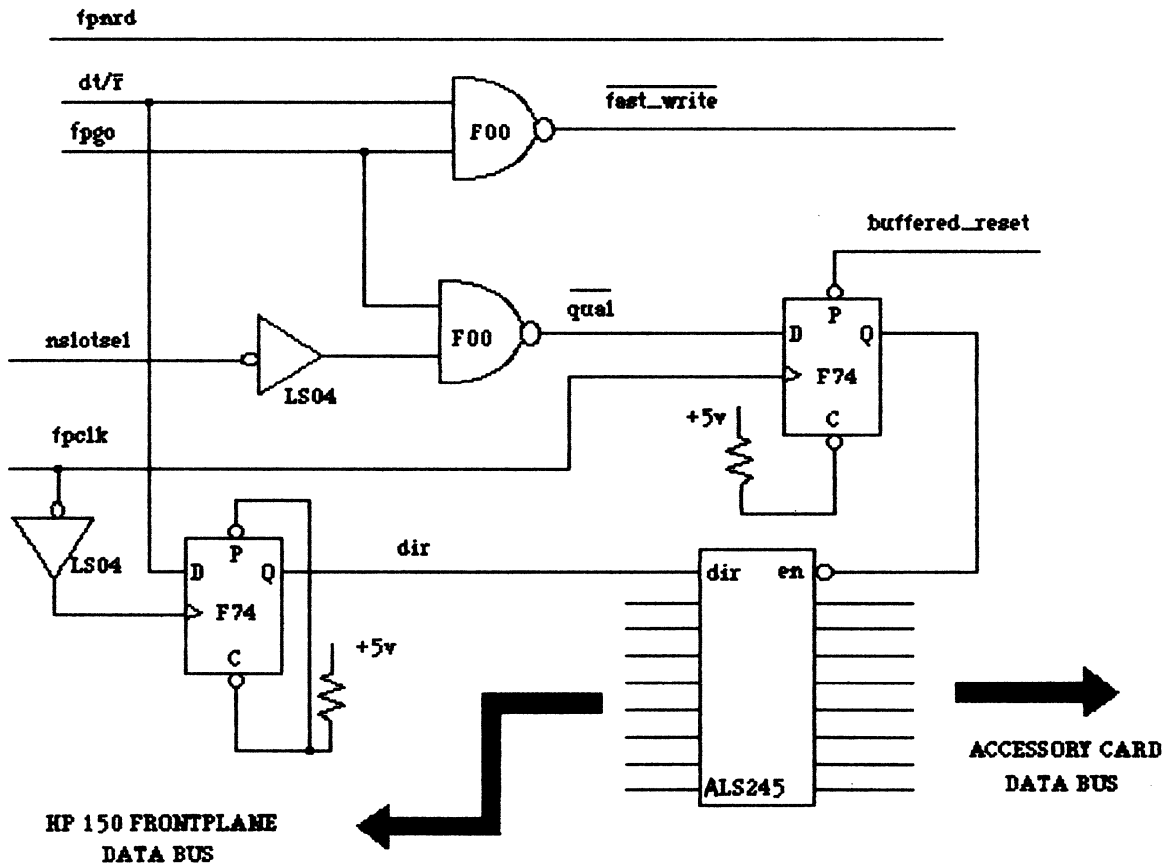 fpnrd
dt/r̅
fpgo
F00
fast_write
buffered_reset
nslotsel
LS04
F00
qual
P
D
Q
F74
C
+5v
fpclk
LS04
P
D
Q
F74
C
+5v
dir
dir
en
ALS245
ACCESSORY CARD
DATA BUS
HP 150 FRONTPLANE
DATA BUS